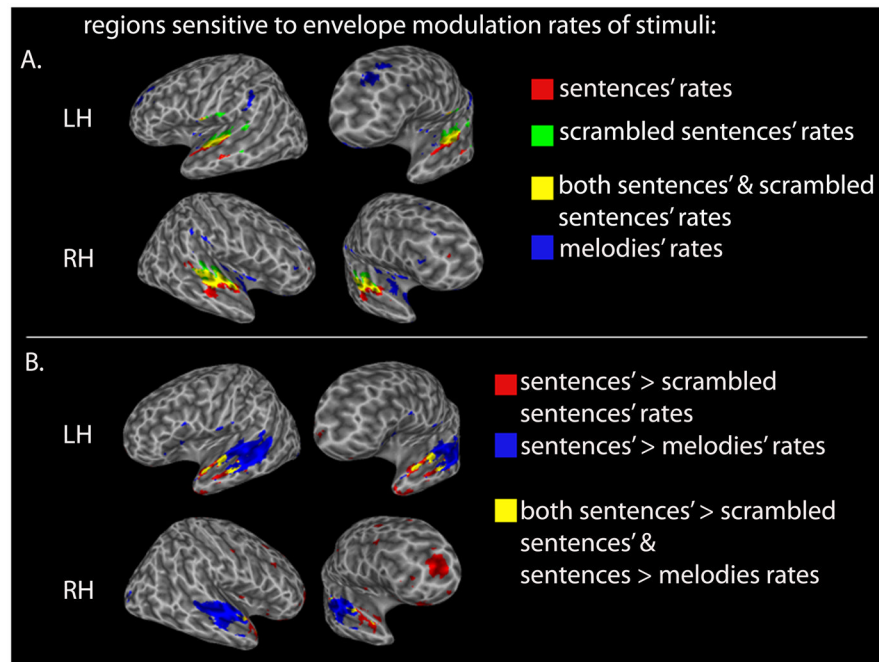 regions sensitive to envelope modulation rates of stimuli:
A.
LH
RH
sentences' rates
scrambled sentences' rates
both sentences' & scrambled
sentences' rates
melodies' rates
B.
LH
RH
sentences' > scrambled
sentences' rates
sentences' > melodies' rates
both sentences' > scrambled
sentences' &
sentences > melodies rates